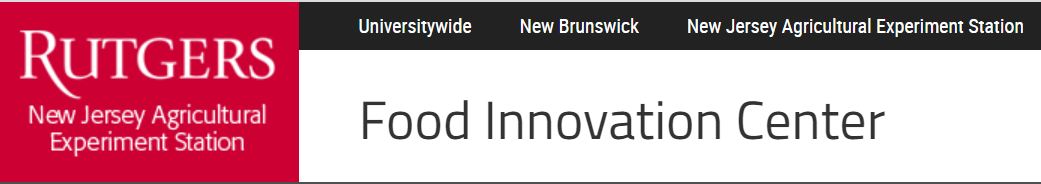 RUTGERS
New Jersey Agricultural
Experiment Station
Universitywide New Brunswick New Jersey Agricultural Experiment Station
Food Innovation Center